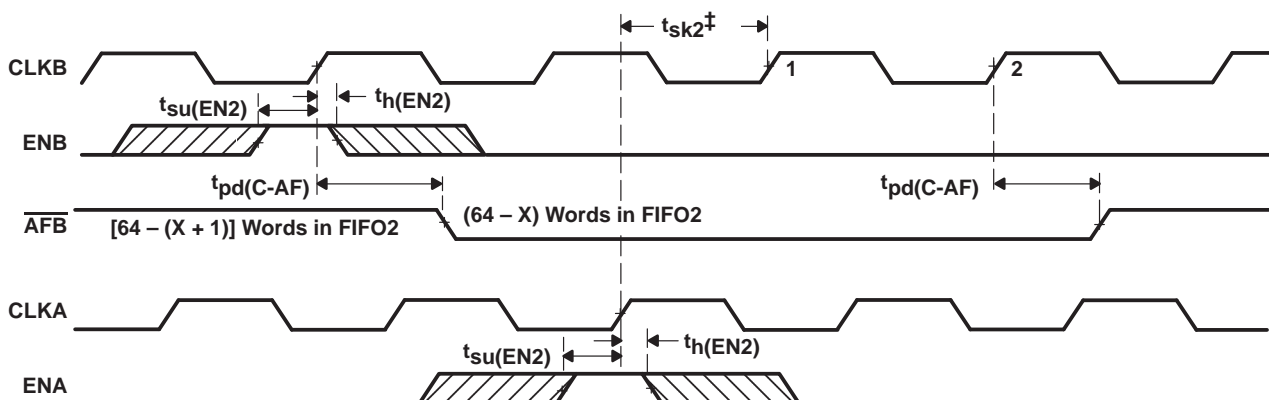 tsk2‡
CLKB
1
2
tsu(EN2)
th(EN2)
ENB
tpd(C-AF)
tpd(C-AF)
AFB
[64 – (X + 1)] Words in FIFO2
(64 – X) Words in FIFO2
CLKA
tsu(EN2)
th(EN2)
ENA